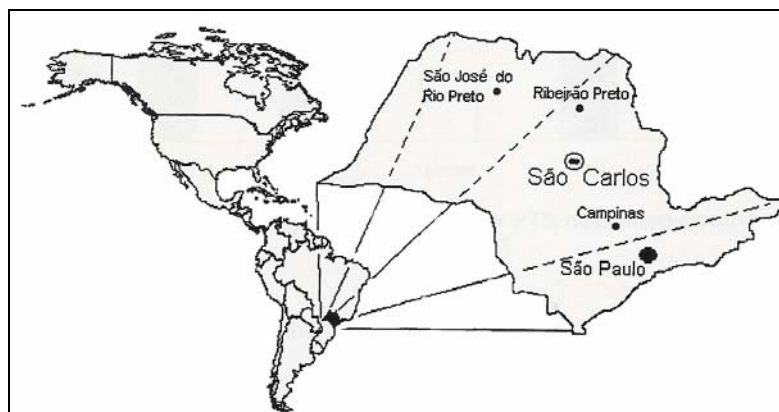 São José do
Rio Preto
Ribeirão Preto
São Carlos
Campinas
São Paulo